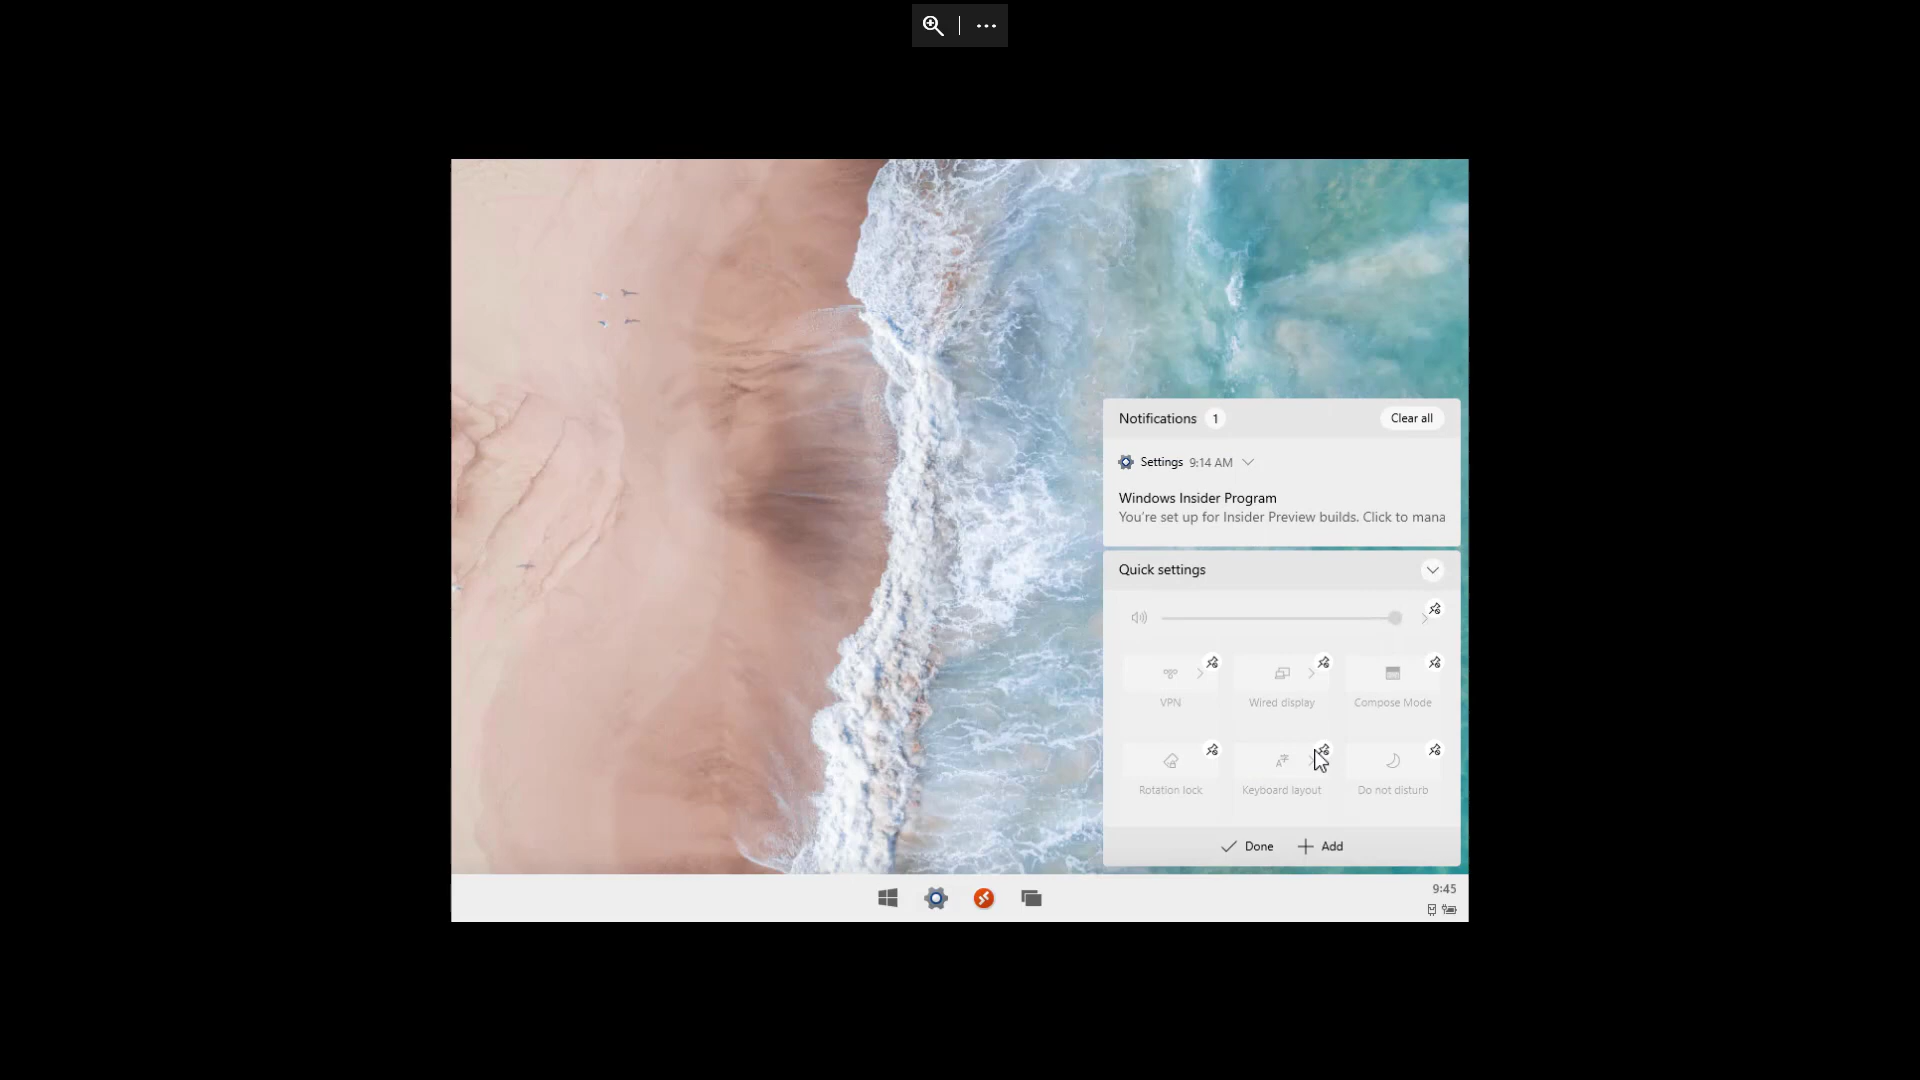 Notifications 1 Clear all
Settings 9:14 AM
Windows Insider Program
You're set up for Insider Preview builds. Click to mana
Quick settings
VPN Wired display Compose Mode
Rotation lock Keyboard layout Do not disturb
Done Add
9:45